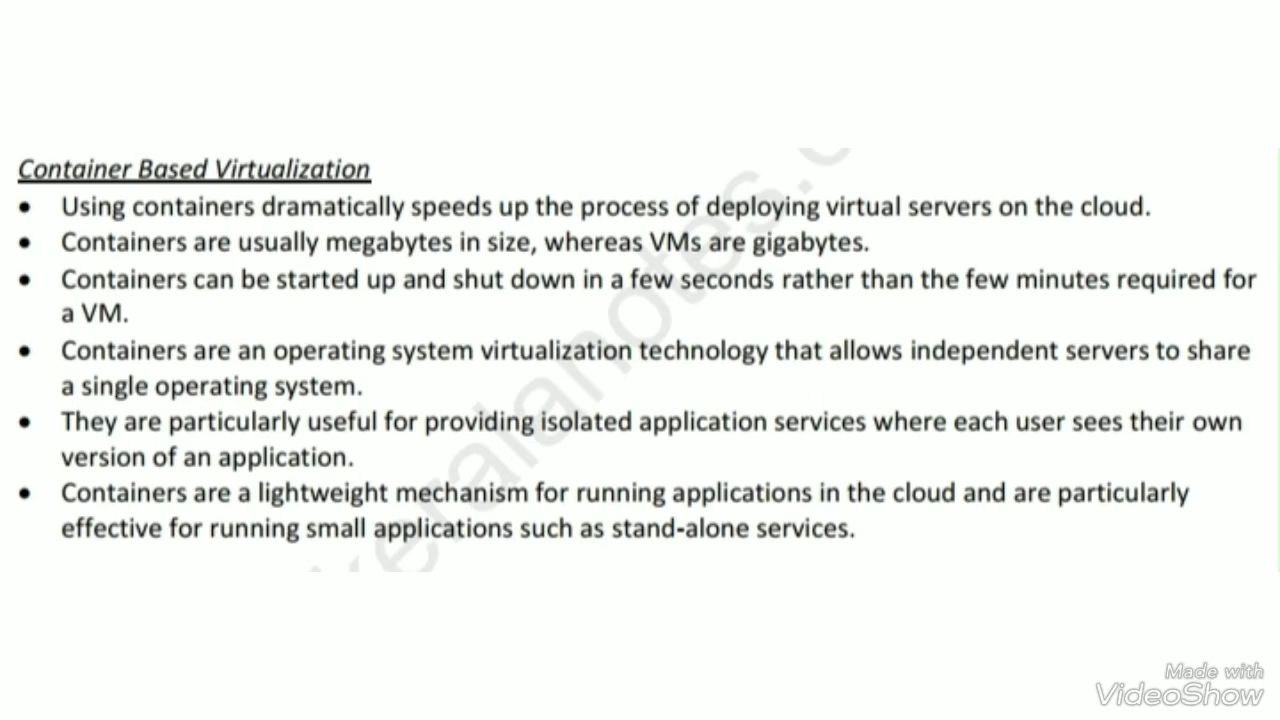 Container Based Virtualization
• Using containers dramatically speeds up the process of deploying virtual servers on the cloud.
• Containers are usually megabytes in size, whereas VMs are gigabytes.
• Containers can be started up and shut down in a few seconds rather than the few minutes required for
a VM.
• Containers are an operating system virtualization technology that allows independent servers to share
a single operating system.
• They are particularly useful for providing isolated application services where each user sees their own
version of an application.
• Containers are a lightweight mechanism for running applications in the cloud and are particularly
effective for running small applications such as stand-alone services.
keralanotes.
Made with
VideoShow